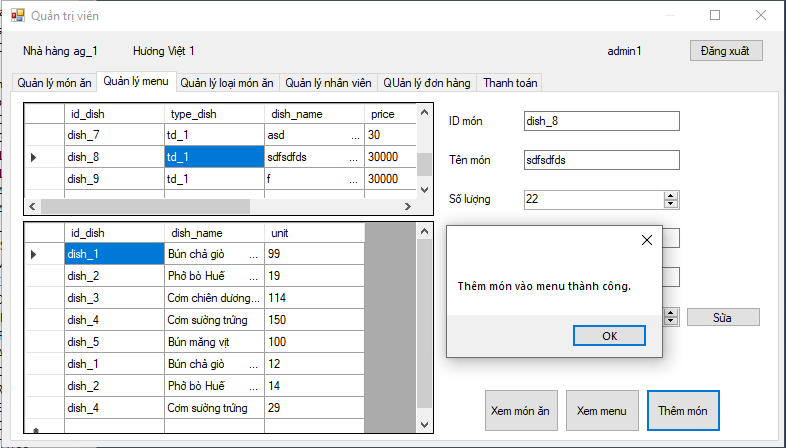 Quản trị viên
Nhà hàng ag_1 Hương Việt 1 admin1 Đăng xuất
Quản lý món ăn Quản lý menu Quản lý loại món ăn Quản lý nhân viên QUản lý đơn hàng Thanh toán
id_dish type_dish dish_name price
dish_7 td_1 asd ... 30
dish_8 td_1 sdfsdfds ... 30000
dish_9 td_1 f ... 30000
ID món dish_8
Tên món sdfsdfds
Số lượng 22
id_dish dish_name unit
dish_1 Bún chả giò ... 99
dish_2 Phở bò Huế ... 19
dish_3 Cơm chiên dương... 114
dish_4 Cơm sường trứng 150
dish_5 Bún măng vịt 100
dish_1 Bún chả giò ... 12
dish_2 Phở bò Huế ... 14
dish_4 Cơm sường trứng 29
Thêm món vào menu thành công.
OK
Sửa
Xem món ăn Xem menu Thêm món